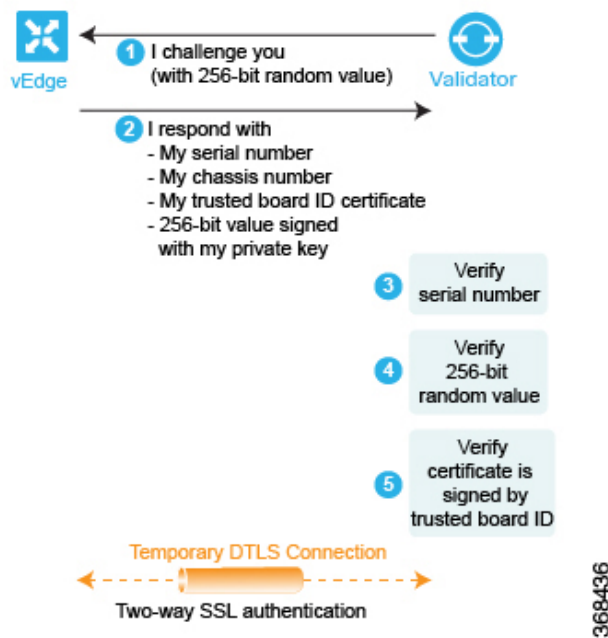 vEdge
Validator
1 I challenge you
(with 256-bit random value)
2 I respond with
- My serial number
- My chassis number
- My trusted board ID certificate
- 256-bit value signed
with my private key
3 Verify
serial number
4 Verify
256-bit
random value
5 Verify
certificate is
signed by
trusted board ID
Temporary DTLS Connection
Two-way SSL authentication
368436